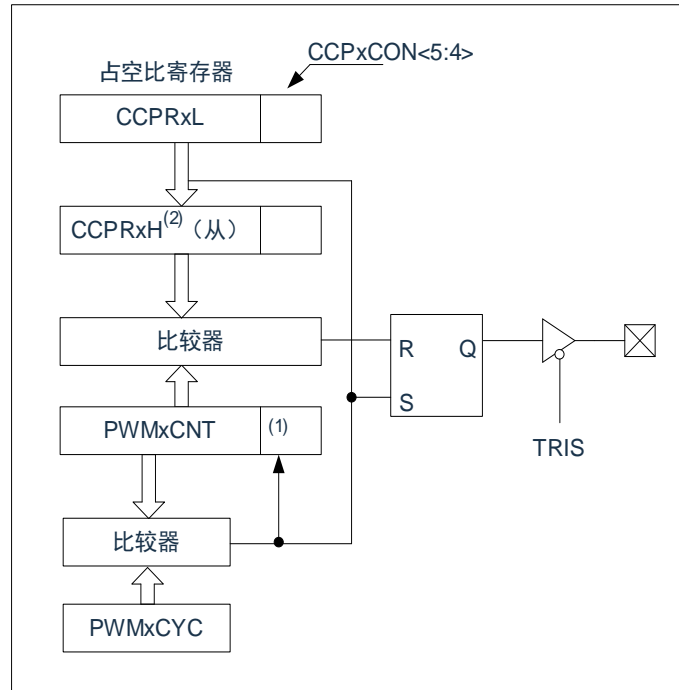 CCPxCON<5:4>
占空比寄存器
CCPRxL
CCPRxH(2)（从）
比较器
R Q
PWMxCNT (1)
S
TRIS
比较器
PWMxCYC